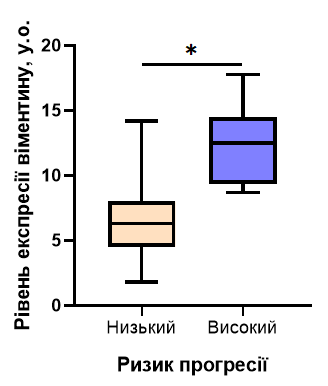 Рівень експресії віментину, у.о.
20
15
10
5
0
*
Низький
Високий
Ризик прогресії